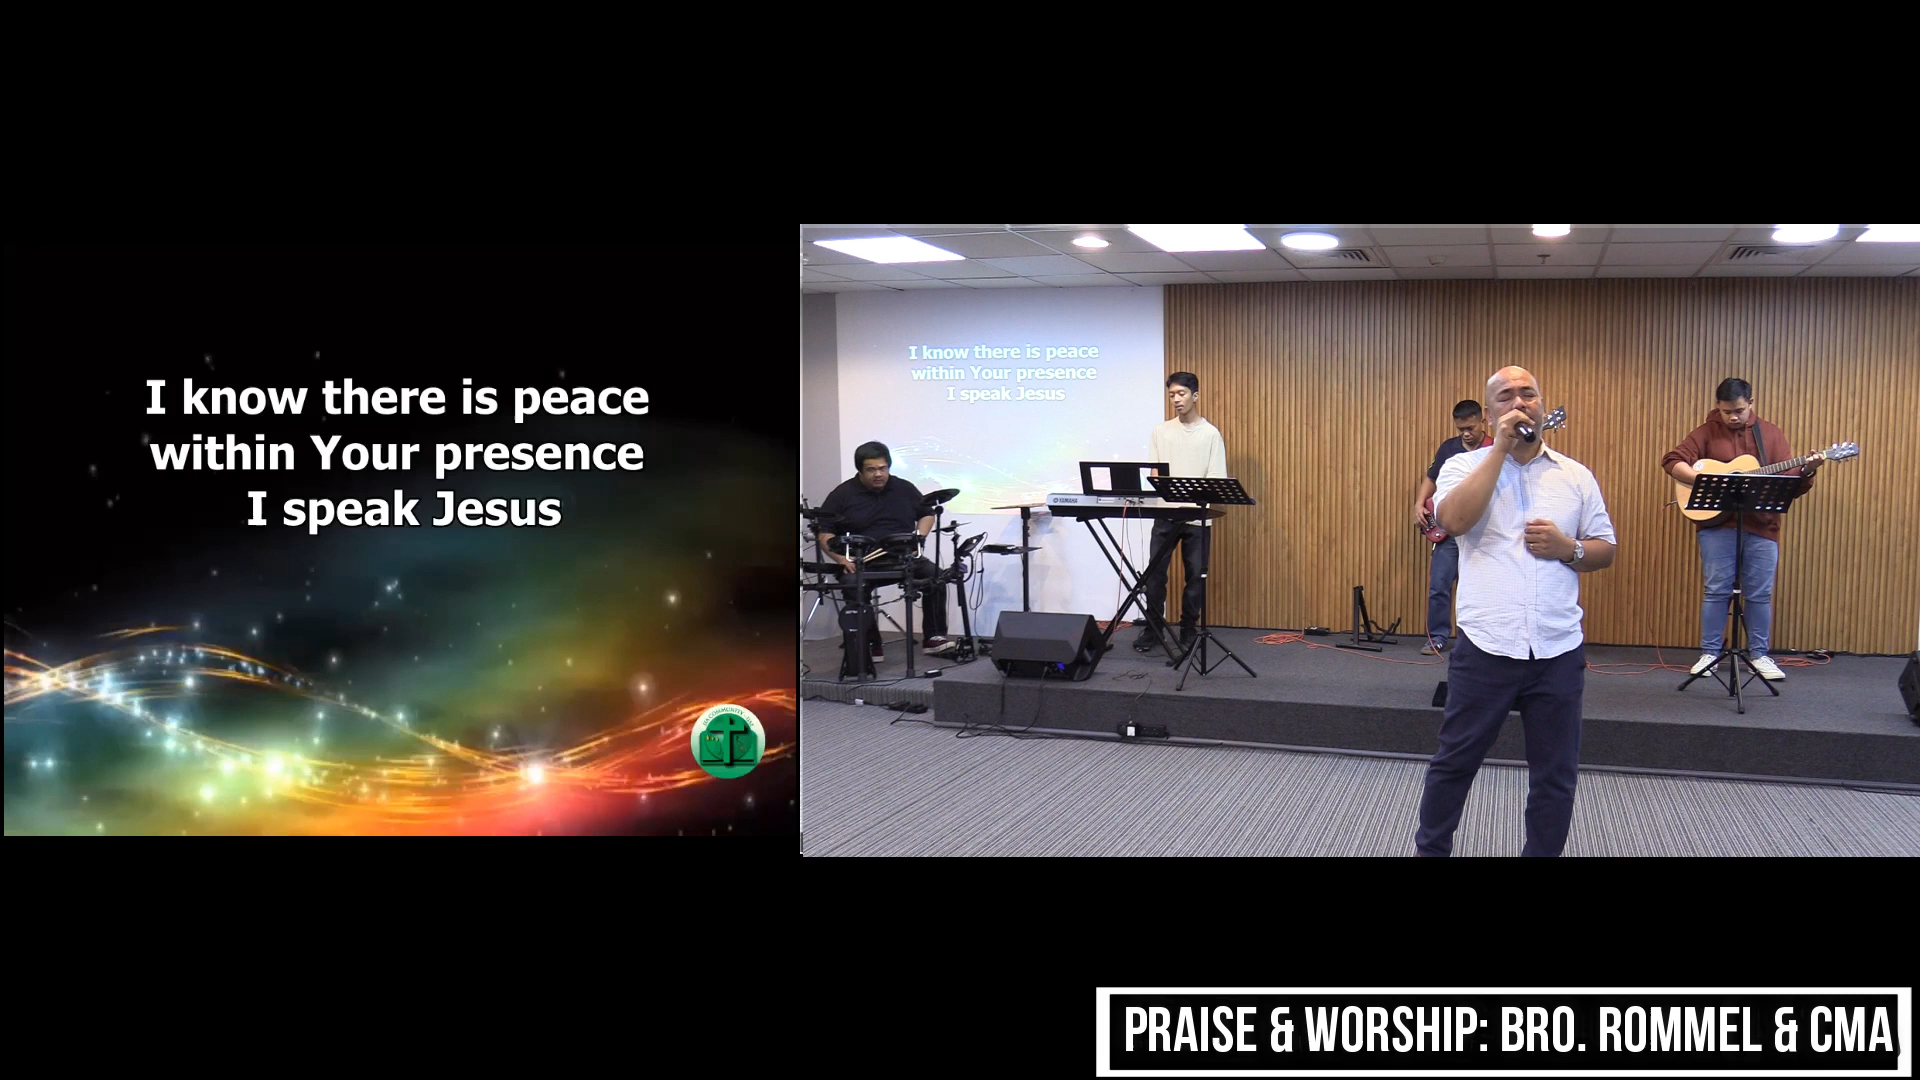 I know there is peace
within Your presence
I speak Jesus
I know there is peace
within Your presence
I speak Jesus
YAMAHA
PRAISE & WORSHIP: BRO. ROMMEL & CMA